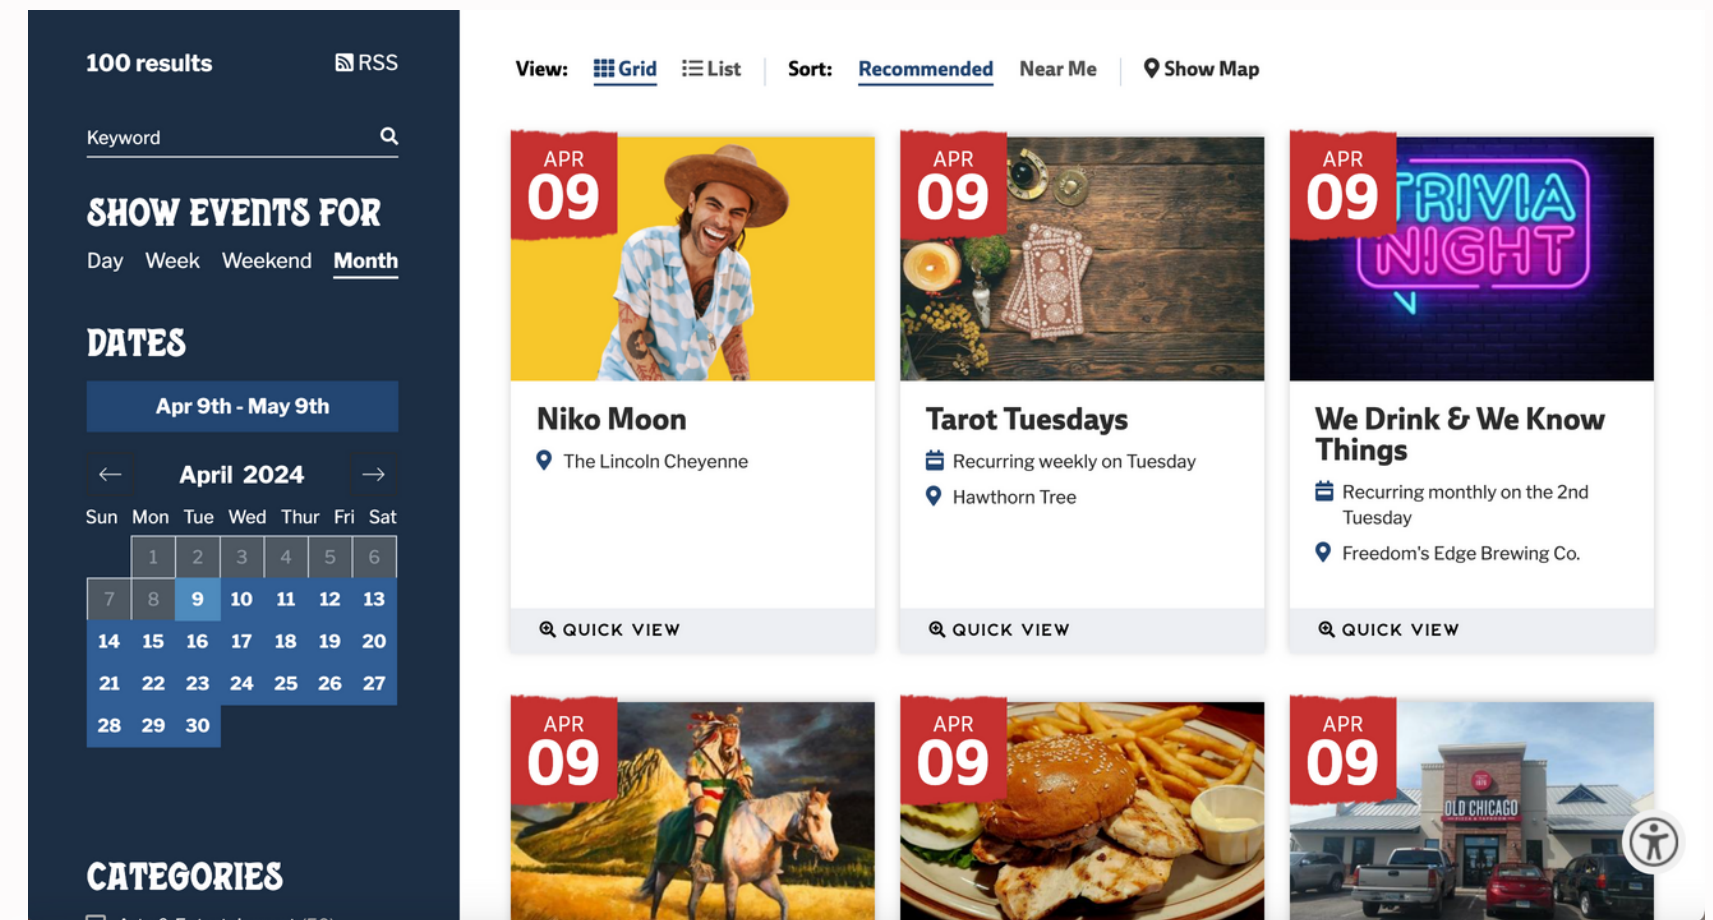 100 results
RSS
Keyword
SHOW EVENTS FOR
Day Week Weekend Month
DATES
Apr 9th - May 9th
April 2024
Sun Mon Tue Wed Thur Fri Sat
1 2 3 4 5 6
7 8 9 10 11 12 13
14 15 16 17 18 19 20
21 22 23 24 25 26 27
28 29 30
CATEGORIES
View: Grid List Sort: Recommended Near Me Show Map
APR
09
Niko Moon
The Lincoln Cheyenne
QUICK VIEW
APR
09
Tarot Tuesdays
Recurring weekly on Tuesday
Hawthorn Tree
QUICK VIEW
APR
09
TRIVIA
NIGHT
We Drink & We Know
Things
Recurring monthly on the 2nd
Tuesday
Freedom's Edge Brewing Co.
QUICK VIEW
APR
09
APR
09
APR
09
OLD CHICAGO